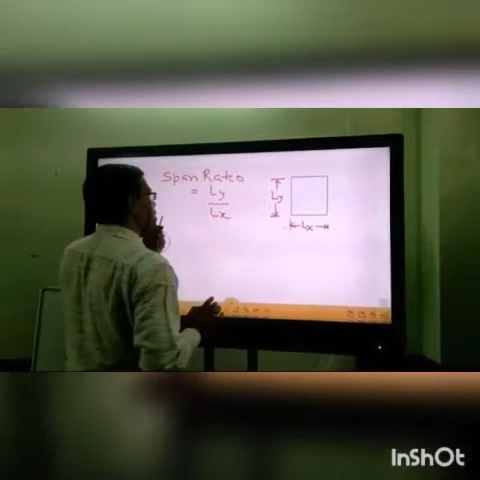 Span Ratio
= Ly
Lx
Ly
Lx
InShOt